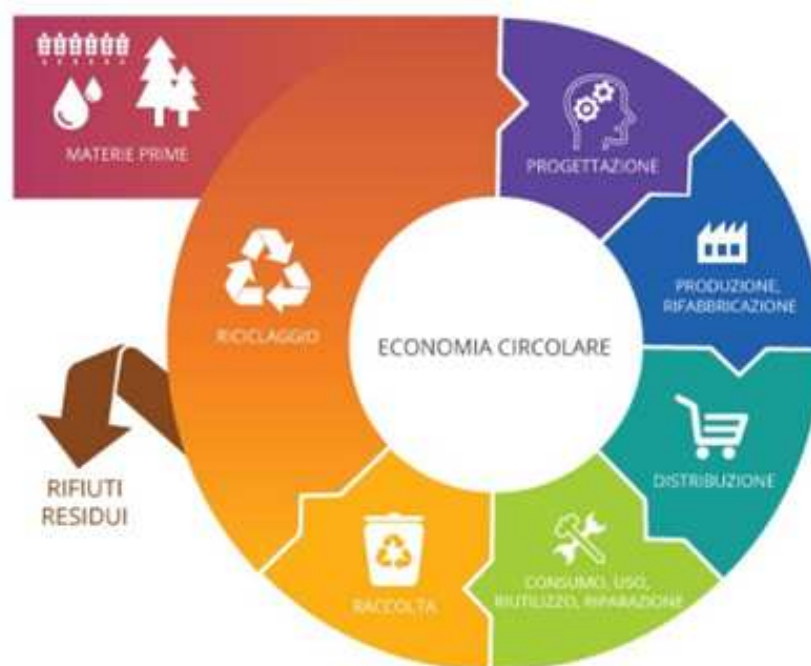 MATERIE PRIME
PROGETTAZIONE
PRODUZIONE,
RIFABBRICAZIONE
RICICLAGGIO
ECONOMIA CIRCOLARE
DISTRIBUZIONE
RIFIUTI
RESIDUI
CONSUMO, USO,
RIUTILIZZO, RIPARAZIONE
RACCOLTA